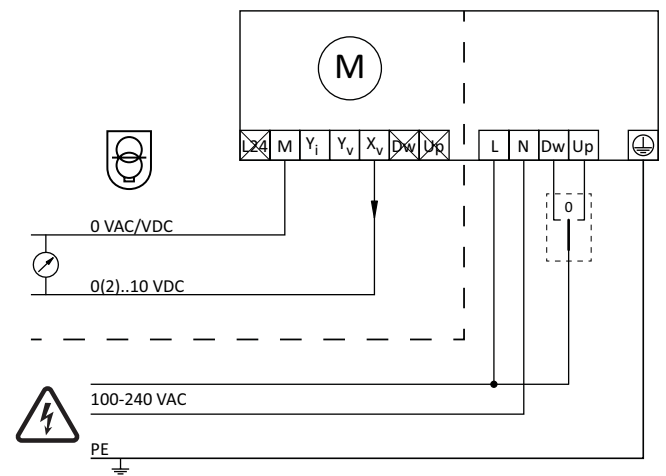 M
L24 M Yi Yv Xv Dw Up L N Dw Up
0
0 VAC/VDC
0(2)..10 VDC
100-240 VAC
PE